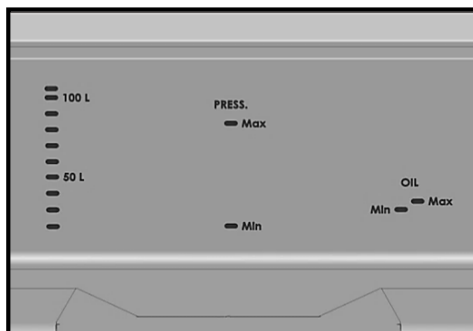 100 L
PRESS.
Max
50 L
OIL
Max
Min
Min